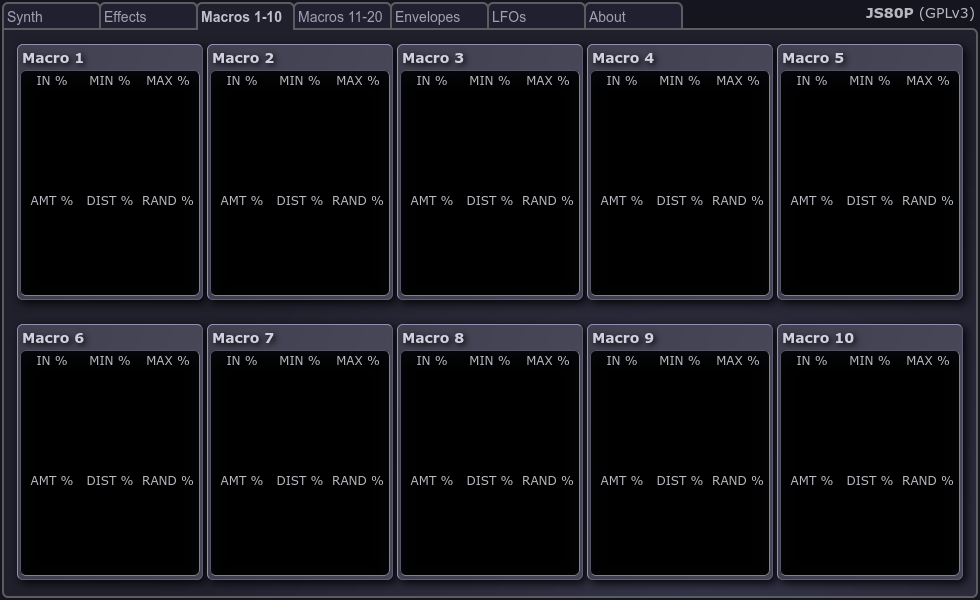 Synth Effects Macros 1-10 Macros 11-20 Envelopes LFOs About JS80P (GPLv3)
Macro 1 Macro 2 Macro 3 Macro 4 Macro 5
IN % MIN % MAX % IN % MIN % MAX % IN % MIN % MAX % IN % MIN % MAX % IN % MIN % MAX %
AMT % DIST % RAND % AMT % DIST % RAND % AMT % DIST % RAND % AMT % DIST % RAND % AMT % DIST % RAND %
Macro 6 Macro 7 Macro 8 Macro 9 Macro 10
IN % MIN % MAX % IN % MIN % MAX % IN % MIN % MAX % IN % MIN % MAX % IN % MIN % MAX %
AMT % DIST % RAND % AMT % DIST % RAND % AMT % DIST % RAND % AMT % DIST % RAND % AMT % DIST % RAND %